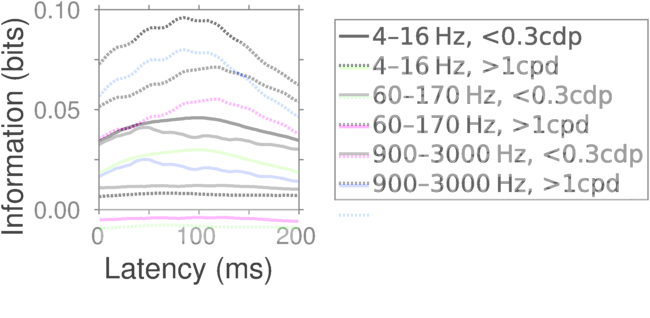 0.10
0.05
0.00
Information (bits)
0
100
200
Latency (ms)
4–16 Hz, <0.3cdp
4–16 Hz, >1cpd
60–170 Hz, <0.3cdp
60–170 Hz, >1cpd
900–3000 Hz, <0.3cdp
900–3000 Hz, >1cpd